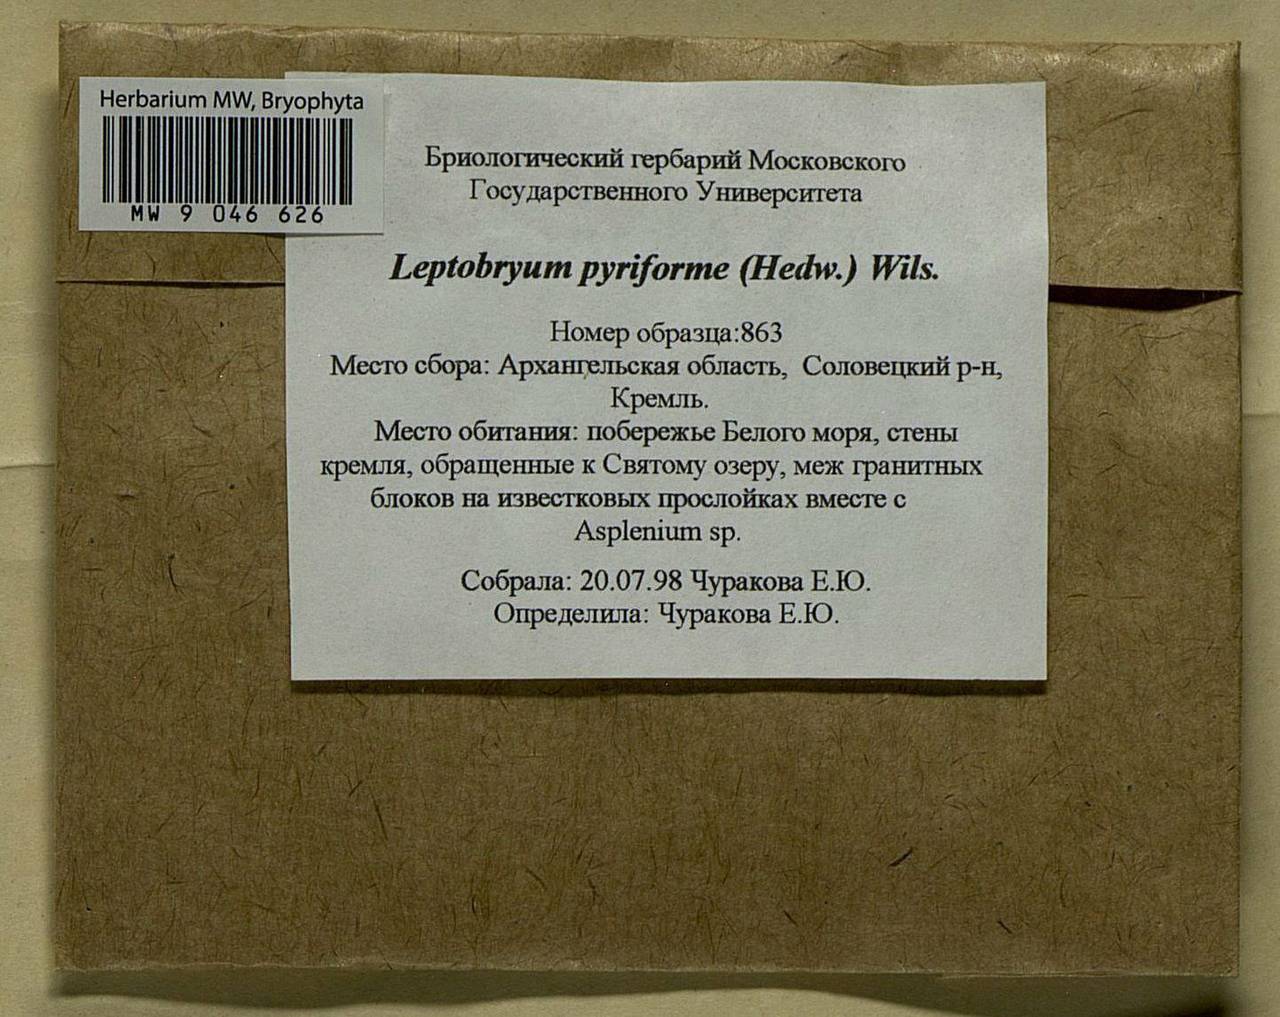 Herbarium MW, Bryophyta
MW 9 046 626
Бриологический гербарий Московского
Государственного Университета
Leptobryum pyriforme (Hedw.) Wils.
Номер образца:863
Место сбора: Архангельская область, Соловецкий р-н,
Кремль.
Место обитания: побережье Белого моря, стены
кремля, обращенные к Святому озеру, меж гранитных
блоков на известковых прослойках вместе с
Asplenium sp.
Собрала: 20.07.98 Чуракова Е.Ю.
Определила: Чуракова Е.Ю.